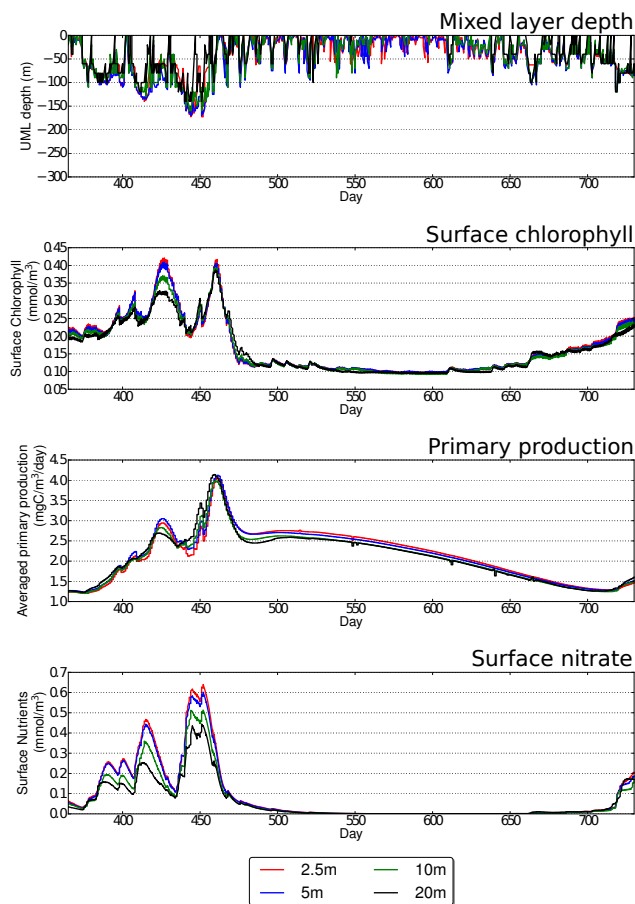 Mixed layer depth
0
−50
−100
−150
−200
−250
−300
UML depth (m)
400 450 500 550 600 650 700
Day
Surface chlorophyll
0.45
0.40
0.35
0.30
0.25
0.20
0.15
0.10
0.05
Surface Chlorophyll
(mmol/m³)
400 450 500 550 600 650 700
Day
Primary production
4.5
4.0
3.5
3.0
2.5
2.0
1.5
1.0
Averaged primary production
(mgC/m³/day)
400 450 500 550 600 650 700
Day
Surface nitrate
0.7
0.6
0.5
0.4
0.3
0.2
0.1
0.0
Surface Nutrients
(mmol/m³)
400 450 500 550 600 650 700
Day
2.5m 10m
5m 20m